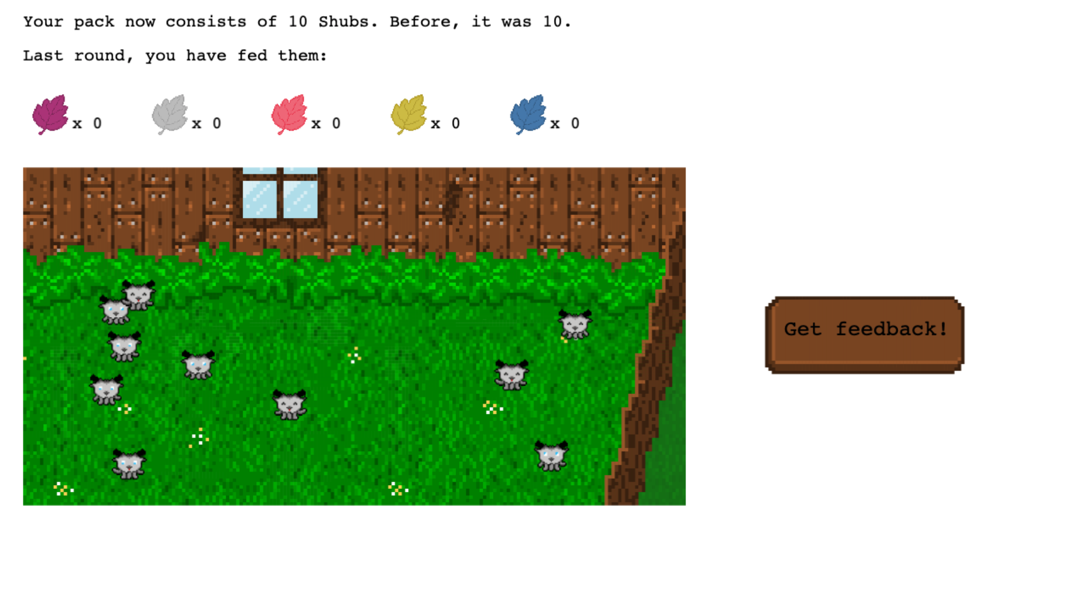 Your pack now consists of 10 Shubs. Before, it was 10.
Last round, you have fed them:
x 0 x 0 x 0 x 0 x 0
Get feedback!